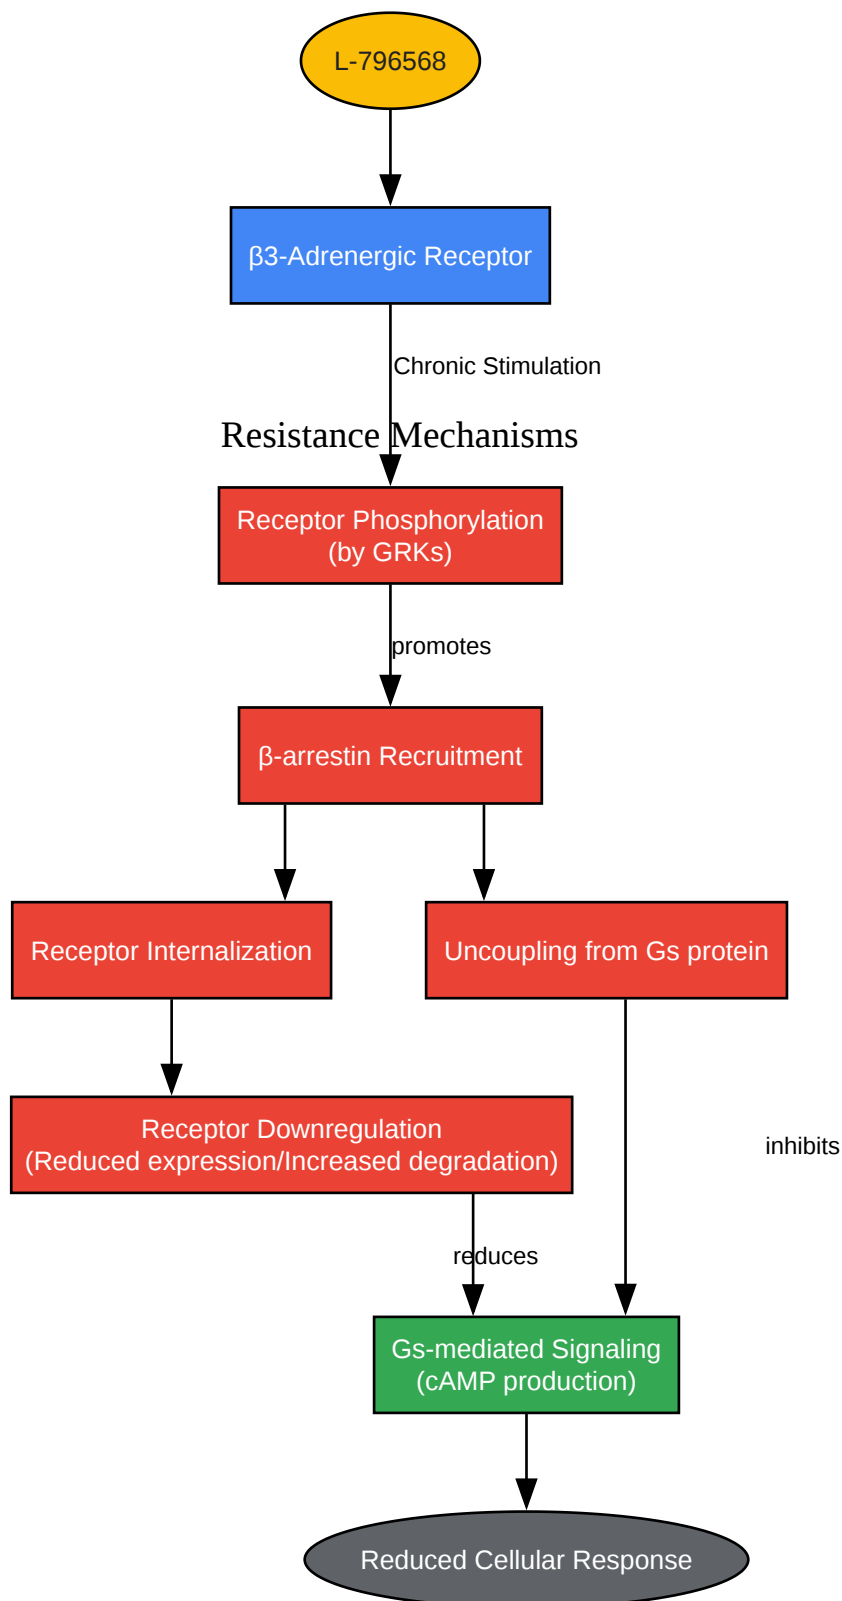 L-796568
β3-Adrenergic Receptor
Chronic Stimulation
Resistance Mechanisms
Receptor Phosphorylation
(by GRKs)
promotes
β-arrestin Recruitment
Receptor Internalization
Uncoupling from Gs protein
Receptor Downregulation
(Reduced expression/Increased degradation)
inhibits
reduces
Gs-mediated Signaling
(cAMP production)
Reduced Cellular Response